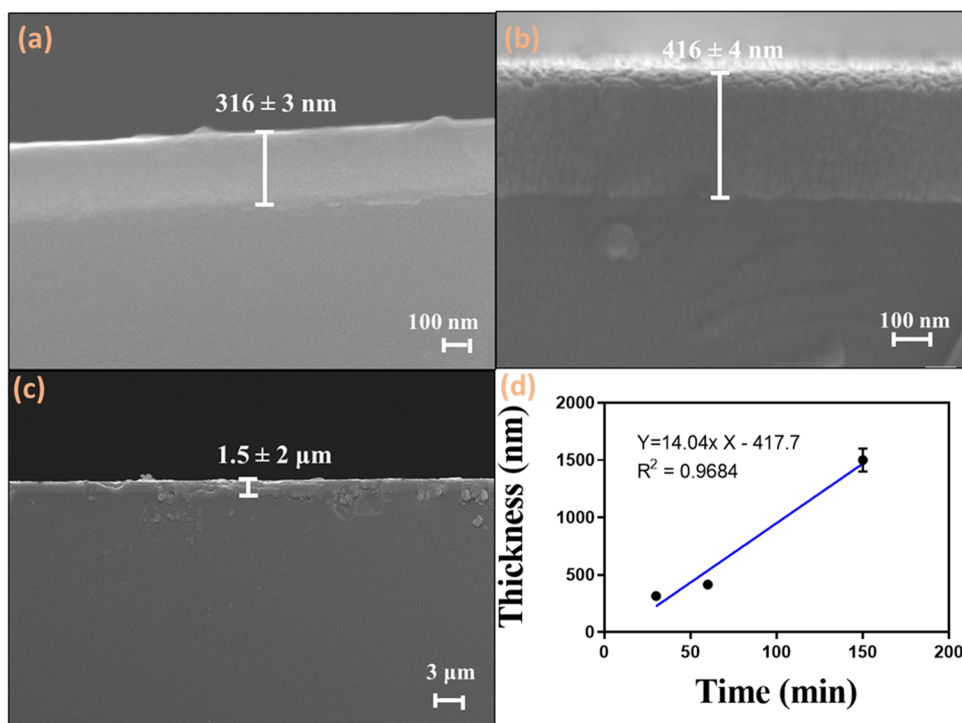 (a)
316 ± 3 nm
100 nm
(b)
416 ± 4 nm
100 nm
(c)
1.5 ± 2 μm
3 μm
(d)
Thickness (nm)
2000
1500
1000
500
0
Y=14.04x X - 417.7
R² = 0.9684
0 50 100 150 200
Time (min)